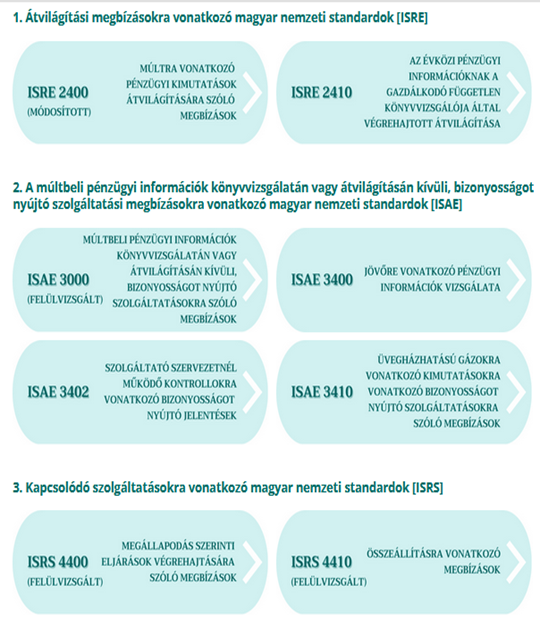 1. Átvilágítási megbízásokra vonatkozó magyar nemzeti standardok [ISRE]
ISRE 2400
(MÓDOSÍTOTT)
MÚLTRA VONATKOZÓ
PÉNZÜGYI KIMUTATÁSOK
ÁTVILÁGÍTÁSÁRA SZÓLÓ
MEGBÍZÁSOK
ISRE 2410
AZ ÉVKÖZI PÉNZÜGYI
INFORMÁCIÓKNAK A
GAZDÁLKODÓ FÜGGETLEN
KÖNYVVIZSGÁLÓJA ÁLTAL
VÉGREHAJTOTT ÁTVILÁGÍTÁSA
2. A múltbeli pénzügyi információk könyvvizsgálatán vagy átvilágításán kívüli, bizonyosságot
nyújtó szolgáltatási megbízásokra vonatkozó magyar nemzeti standardok [ISAE]
ISAE 3000
(FELÜLVIZSGÁLT)
MÚLTBELI PÉNZÜGYI INFORMÁCIÓK
KÖNYVVIZSGÁLATÁN VAGY
ÁTVILÁGÍTÁSÁN KÍVÜLI,
BIZONYOSSÁGOT NYÚJTÓ
SZOLGÁLTATÁSOKRA SZÓLÓ
MEGBÍZÁSOK
ISAE 3400
JÖVŐRE VONATKOZÓ PÉNZÜGYI
INFORMÁCIÓK VIZSGÁLATA
ISAE 3402
SZOLGÁLTATÓ SZERVEZETNÉL
MŰKÖDŐ KONTROLLOKRA
VONATKOZÓ BIZONYOSSÁGOT
NYÚJTÓ JELENTÉSEK
ISAE 3410
ÜVEGHÁZHATÁSÚ GÁZOKRA
VONATKOZÓ KIMUTATÁSOKRA
VONATKOZÓ BIZONYOSSÁGOT
NYÚJTÓ SZOLGÁLTATÁSOKRA
SZÓLÓ MEGBÍZÁSOK
3. Kapcsolódó szolgáltatásokra vonatkozó magyar nemzeti standardok [ISRS]
ISRS 4400
(FELÜLVIZSGÁLT)
MEGÁLLAPODÁS SZERINTI
ELJÁRÁSOK VÉGREHAJTÁSÁRA
SZÓLÓ MEGBÍZÁSOK
ISRS 4410
(FELÜLVIZSGÁLT)
ÖSSZEÁLLÍTÁSRA VONATKOZÓ
MEGBÍZÁSOK